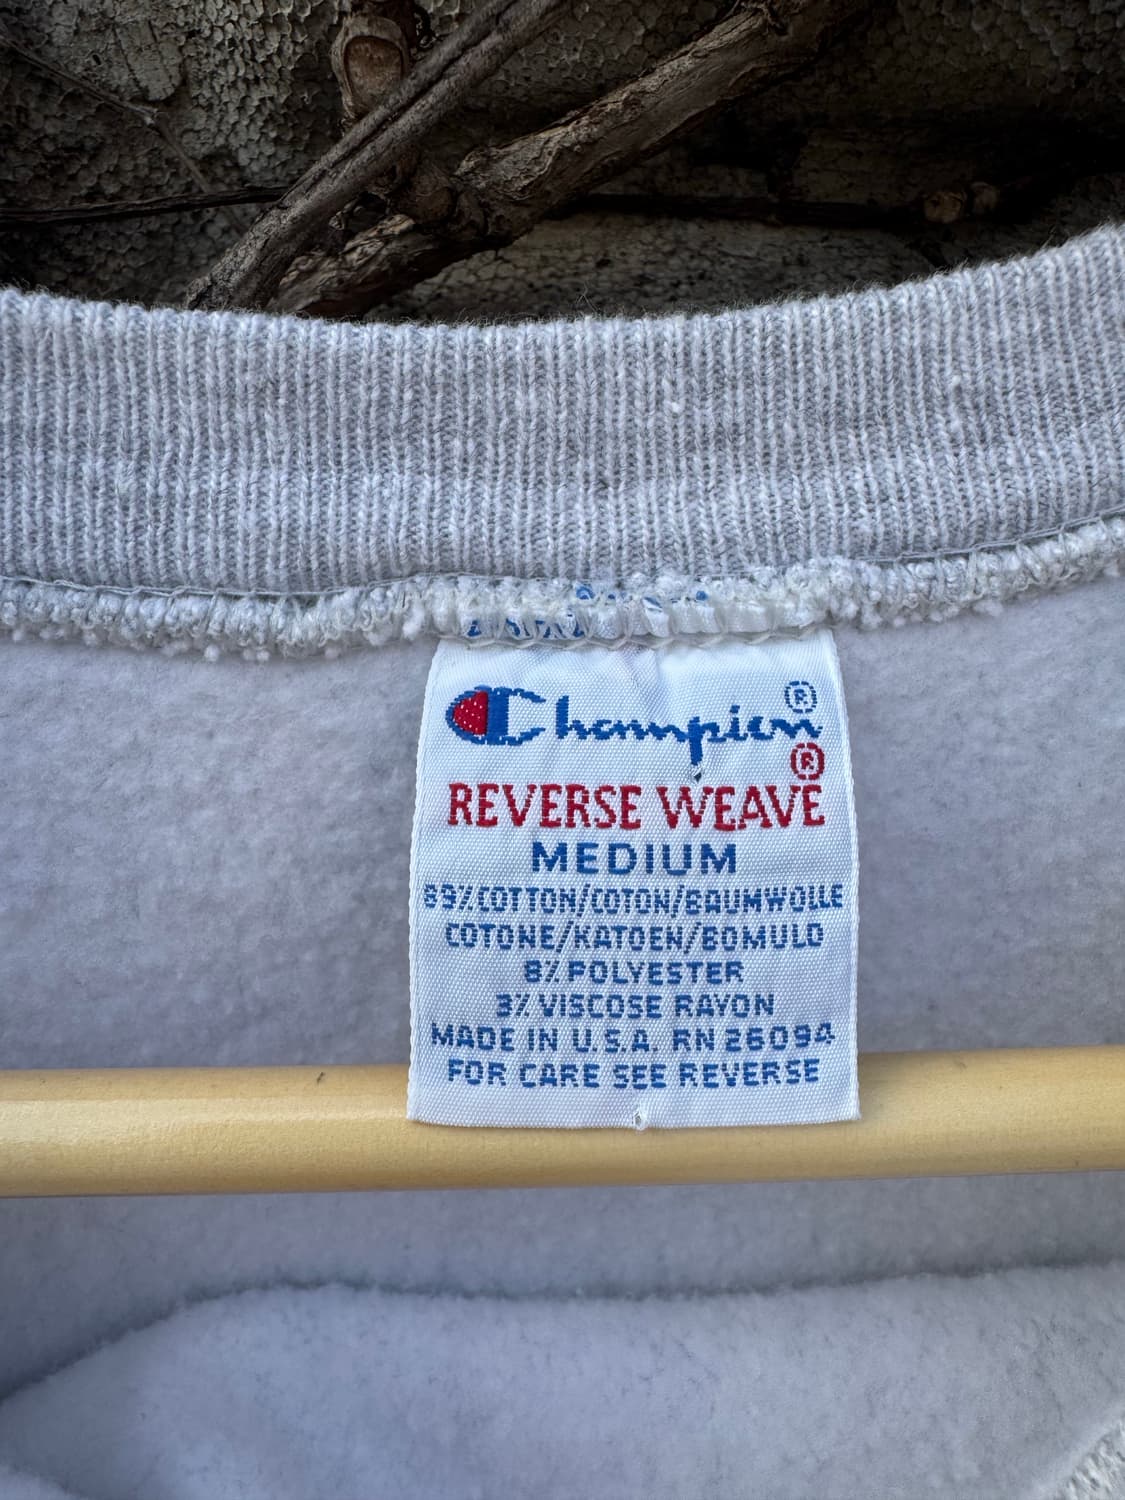 Champion®
®
REVERSE WEAVE
MEDIUM
89% COTTON/COTON/BAUMWOLLE
COTONE/KATOEN/BOMULD
8% POLYESTER
3% VISCOSE RAYON
MADE IN U.S.A. RN 26094
FOR CARE SEE REVERSE